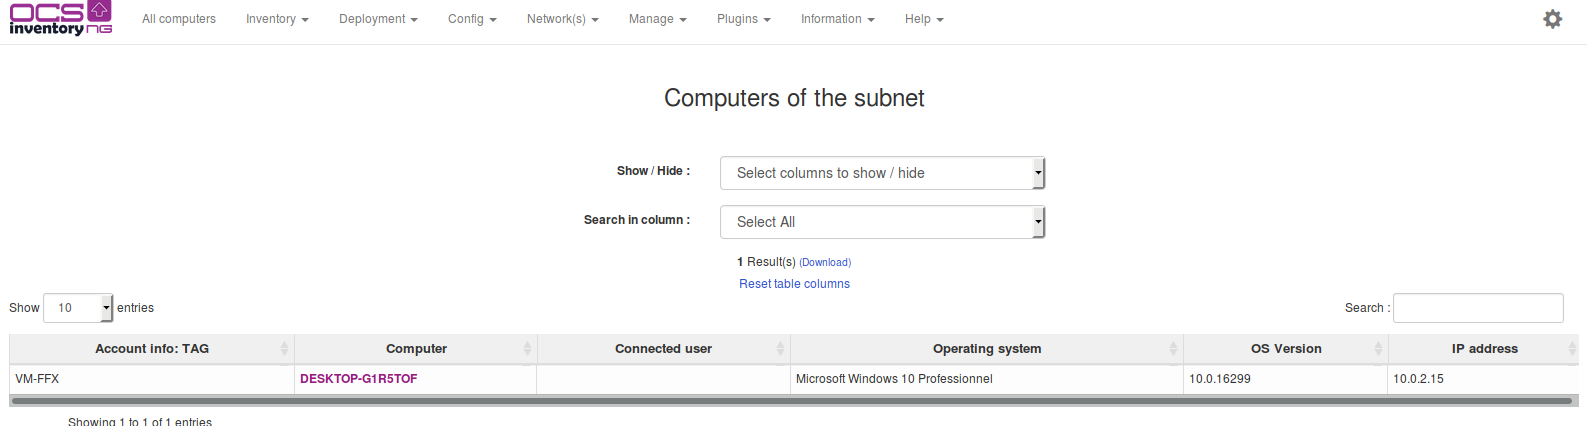 OCS
inventory NG
All computers Inventory Deployment Config Network(s) Manage Plugins Information Help
Computers of the subnet
Show / Hide : Select columns to show / hide
Search in column : Select All
1 Result(s) (Download)
Reset table columns
Show 10 entries Search :
Account info: TAG Computer Connected user Operating system OS Version IP address
VM-FFX DESKTOP-G1R5TOF Microsoft Windows 10 Professionnel 10.0.16299 10.0.2.15
Showing 1 to 1 of 1 entries